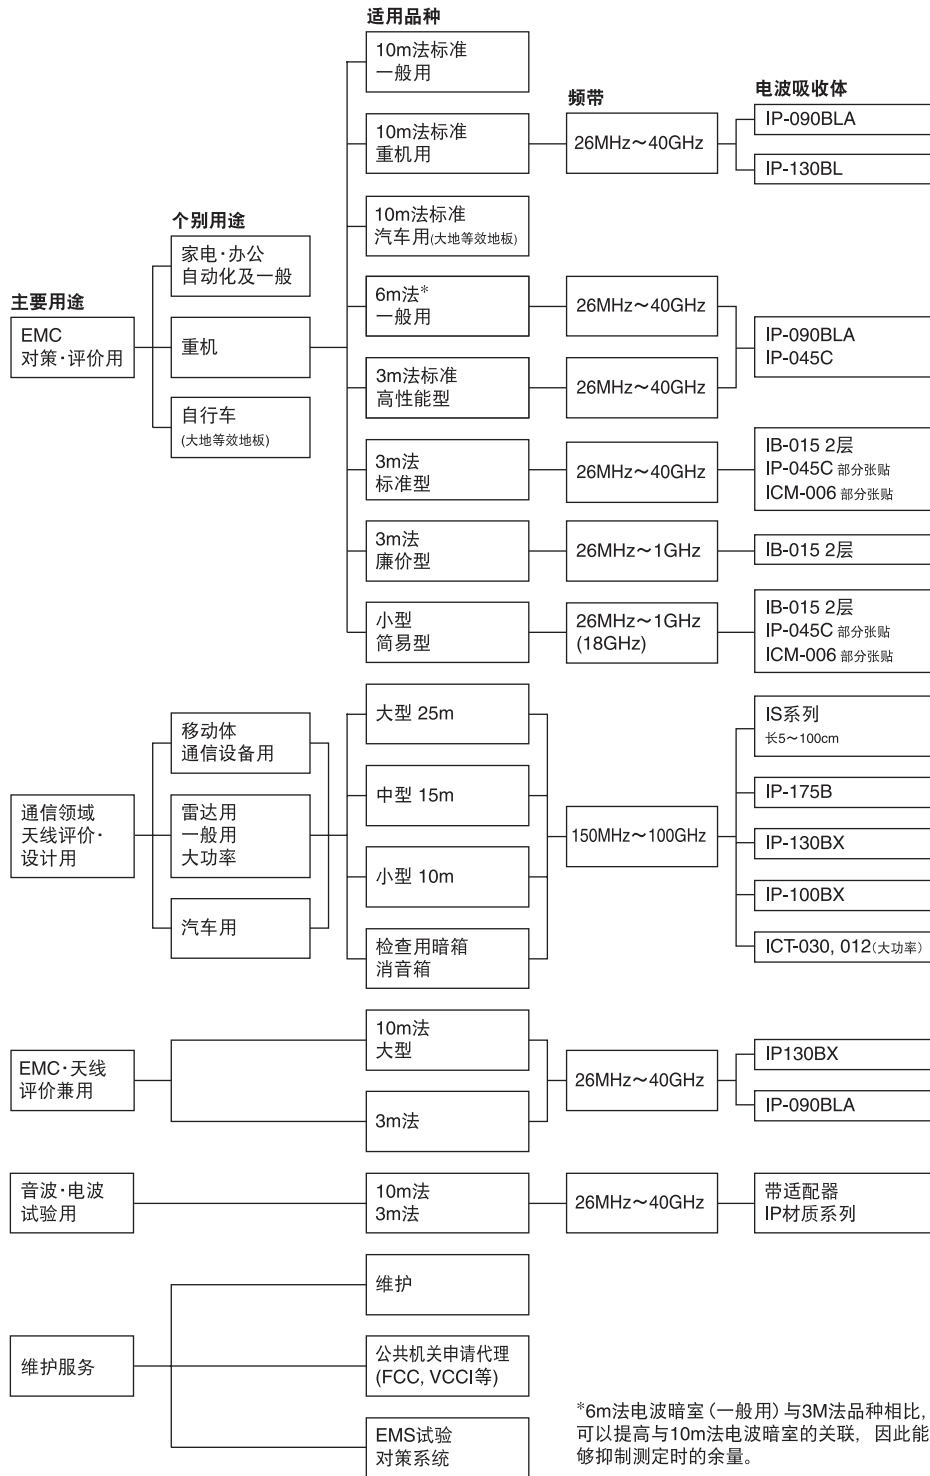 主要用途
个别用途
适用品种
频带
电波吸收体
EMC
对策·评价用
家电·办公
自动化及一般
重机
自行车
(大地等效地板)
10m法标准
一般用
10m法标准
重机用
26MHz～40GHz
IP-090BLA
IP-130BL
10m法标准
汽车用(大地等效地板)
6m法*
一般用
26MHz～40GHz
3m法标准
高性能型
26MHz～40GHz
IP-090BLA
IP-045C
3m法
标准型
26MHz～40GHz
IB-015 2层
IP-045C 部分张贴
ICM-006 部分张贴
3m法
廉价型
26MHz～1GHz
IB-015 2层
小型
简易型
26MHz～1GHz
(18GHz)
IB-015 2层
IP-045C 部分张贴
ICM-006 部分张贴
通信领域
天线评价·
设计用
移动体
通信设备用
雷达用
一般用
大功率
汽车用
大型 25m
中型 15m
小型 10m
检查用暗箱
消音箱
150MHz～100GHz
IS系列
长5～100cm
IP-175B
IP-130BX
IP-100BX
ICT-030, 012(大功率)
EMC·天线
评价兼用
10m法
大型
3m法
26MHz～40GHz
IP130BX
IP-090BLA
音波·电波
试验用
10m法
3m法
26MHz～40GHz
带适配器
IP材质系列
维护服务
维护
公共机关申请代理
(FCC, VCCI等)
EMS试验
对策系统
*6m法电波暗室（一般用）与3M法品种相比，
可以提高与10m法电波暗室的关联，因此能
够抑制测定时的余量。